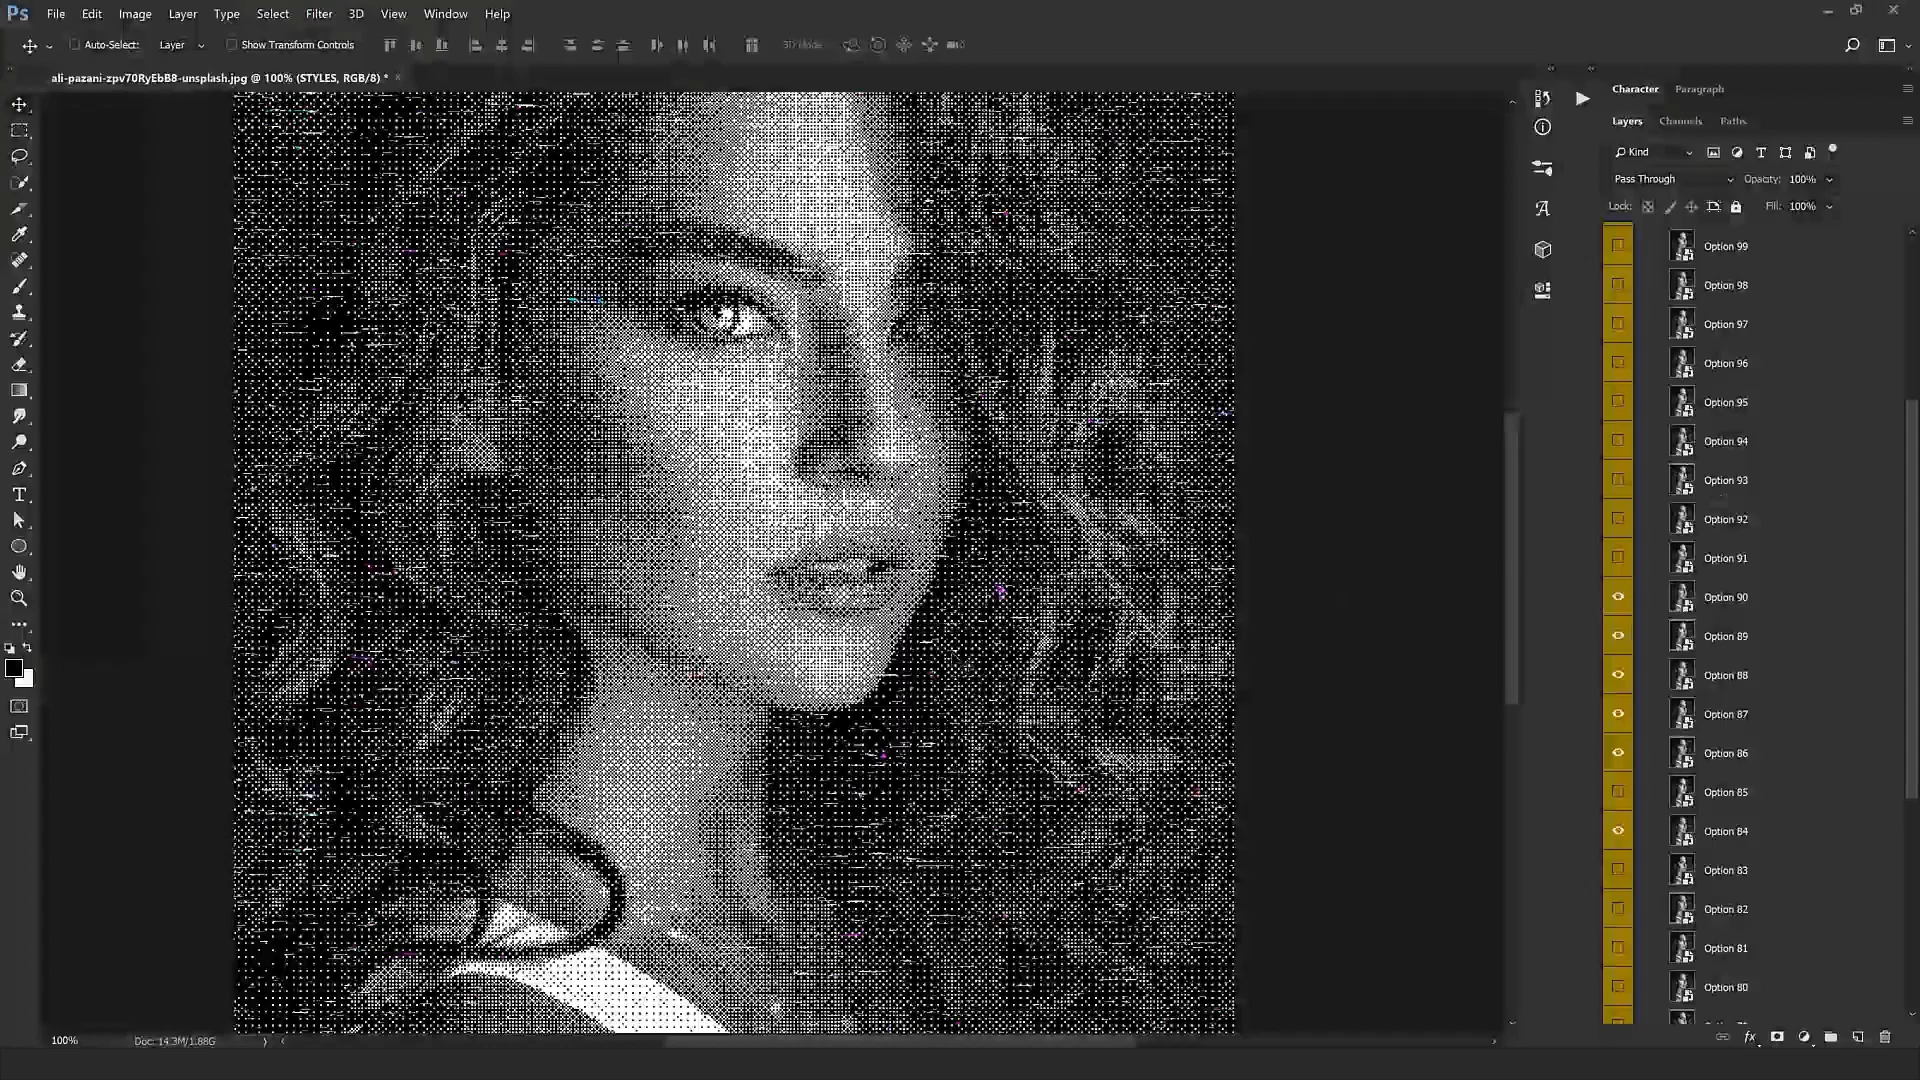 Ps File Edit Image Layer Type Select Filter 3D View Window Help
Auto-Select: Layer Show Transform Controls 3D Mode
ali-pazani-zpv70RyEbB8-unsplash.jpg @ 100% (STYLES, RGB/8) *
Character Paragraph
Layers Channels Paths
Kind
Pass Through Opacity: 100%
Lock: Fill: 100%
Option 99
Option 98
Option 97
Option 96
Option 95
Option 94
Option 93
Option 92
Option 91
Option 90
Option 89
Option 88
Option 87
Option 86
Option 85
Option 84
Option 83
Option 82
Option 81
Option 80
100% Doc: 14.3M/1.88G